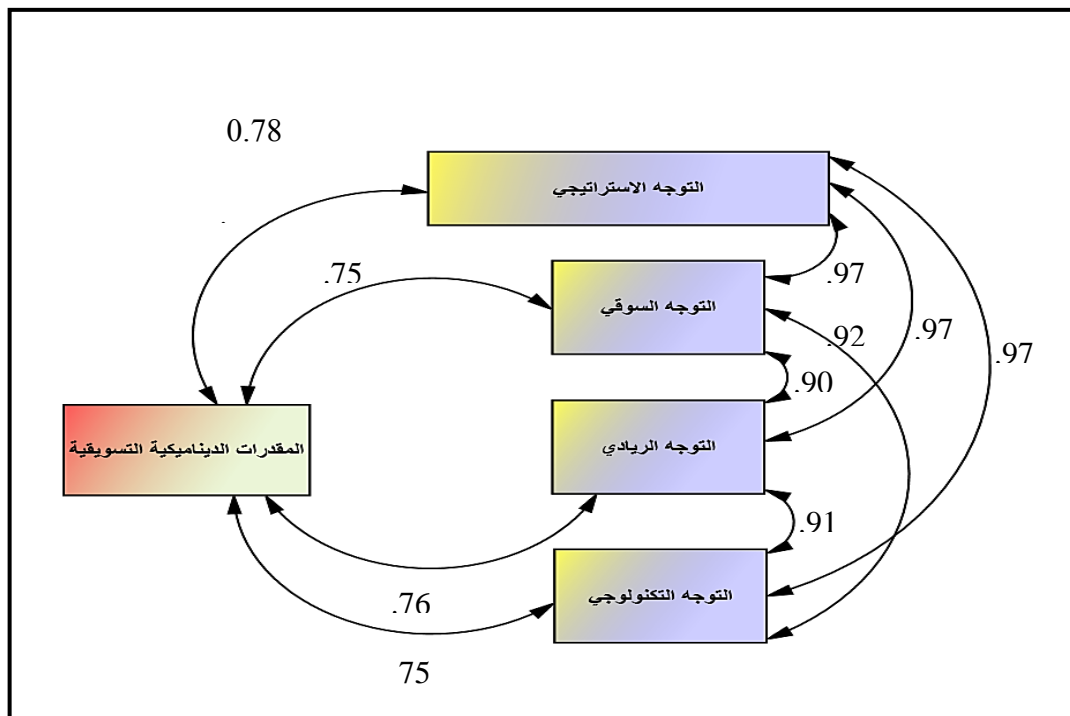 0.78
التوجه الاستراتيجي
.75
.97
التوجه السوقي
.92
.97
.97
.90
المقدرات الديناميكية التسويقية
التوجه الريادي
.91
التوجه التكنولوجي
.76
75